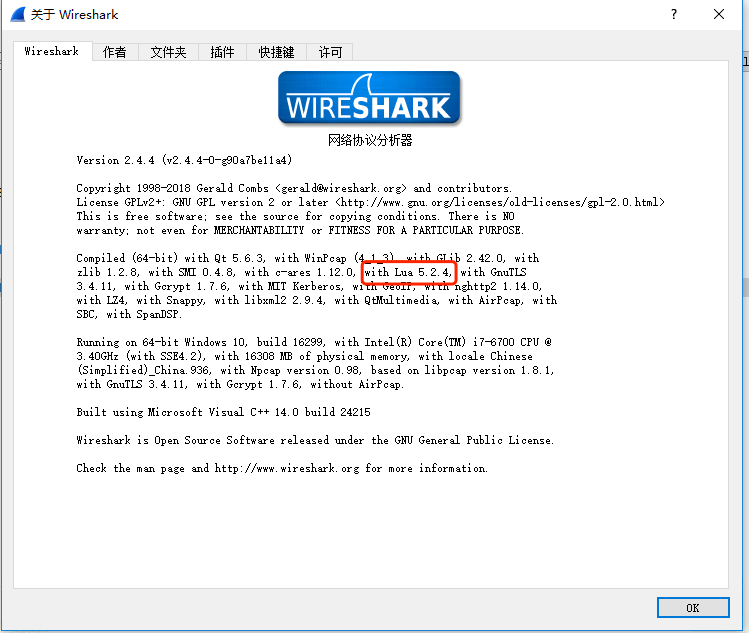 关于 Wireshark
Wireshark 作者 文件夹 插件 快捷键 许可
WIRESHARK
网络协议分析器
Version 2.4.4 (v2.4.4-0-g90a7be11a4)
Copyright 1998-2018 Gerald Combs <gerald@wireshark.org> and contributors.
License GPLv2+: GNU GPL version 2 or later <http://www.gnu.org/licenses/old-licenses/gpl-2.0.html>
This is free software; see the source for copying conditions. There is NO
warranty; not even for MERCHANTABILITY or FITNESS FOR A PARTICULAR PURPOSE.
Compiled (64-bit) with Qt 5.6.3, with WinPcap (4_1_3), with GLib 2.42.0, with
zlib 1.2.8, with SMI 0.4.8, with c-ares 1.12.0, with Lua 5.2.4, with GnuTLS
3.4.11, with Gcrypt 1.7.6, with MIT Kerberos, with GeoIP, with nghttp2 1.14.0,
with LZ4, with Snappy, with libxml2 2.9.4, with QtMultimedia, with AirPcap, with
SBC, with SpanDSP.
Running on 64-bit Windows 10, build 16299, with Intel(R) Core(TM) i7-6700 CPU @
3.40GHz (with SSE4.2), with 16308 MB of physical memory, with locale Chinese
(Simplified)_China.936, with Npcap version 0.98, based on libpcap version 1.8.1,
with GnuTLS 3.4.11, with Gcrypt 1.7.6, without AirPcap.
Built using Microsoft Visual C++ 14.0 build 24215
Wireshark is Open Source Software released under the GNU General Public License.
Check the man page and http://www.wireshark.org for more information.
OK